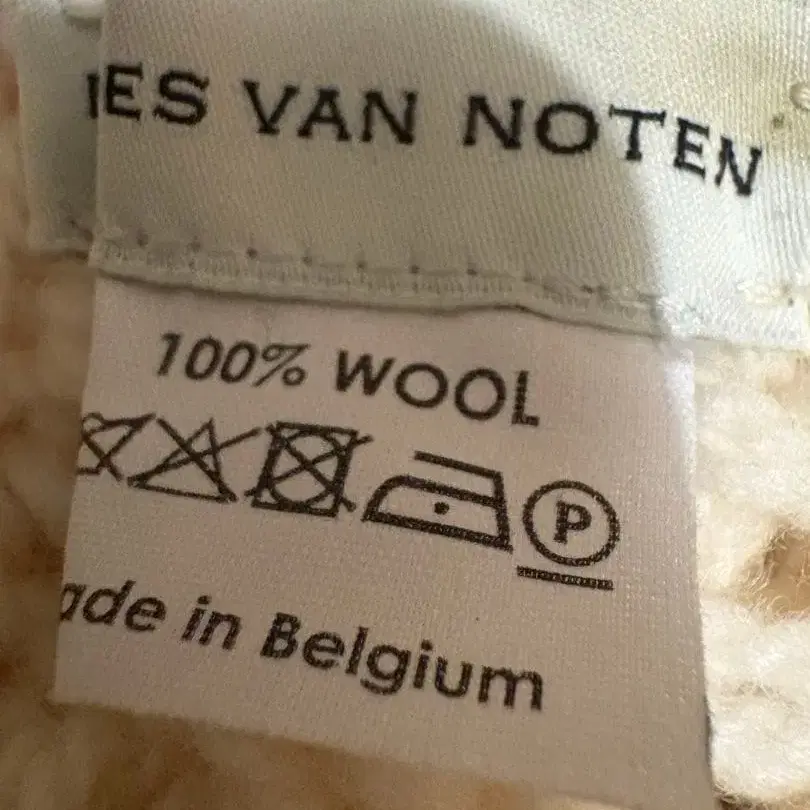 IES VAN NOTEN
100% WOOL
P
ade in Belgium